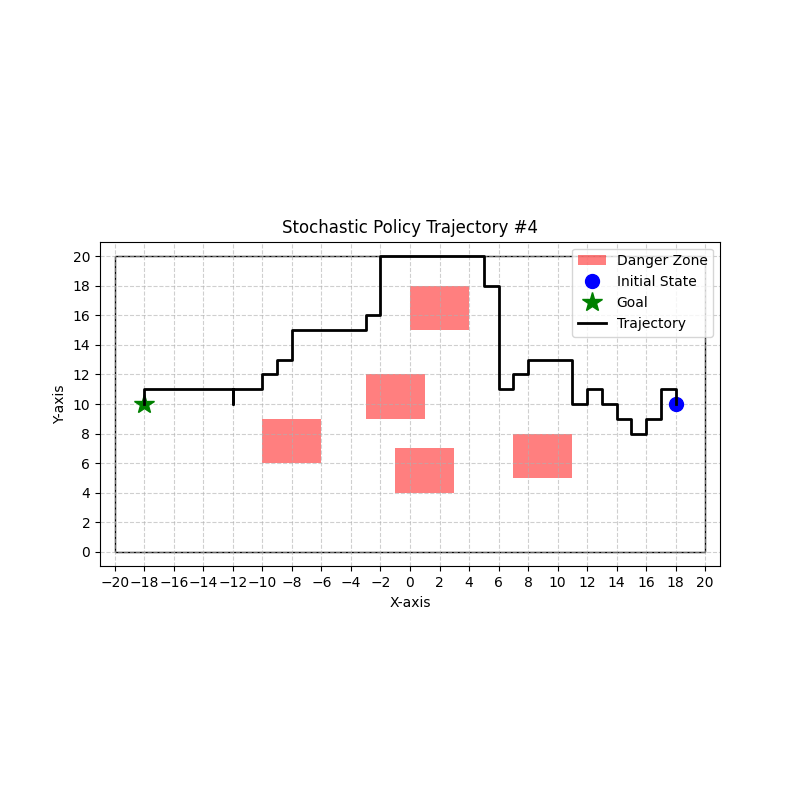 Stochastic Policy Trajectory #4
Danger Zone
Initial State
Goal
Trajectory
Y-axis
20
18
16
14
12
10
8
6
4
2
0
−20 −18 −16 −14 −12 −10 −8 −6 −4 −2 0 2 4 6 8 10 12 14 16 18 20
X-axis